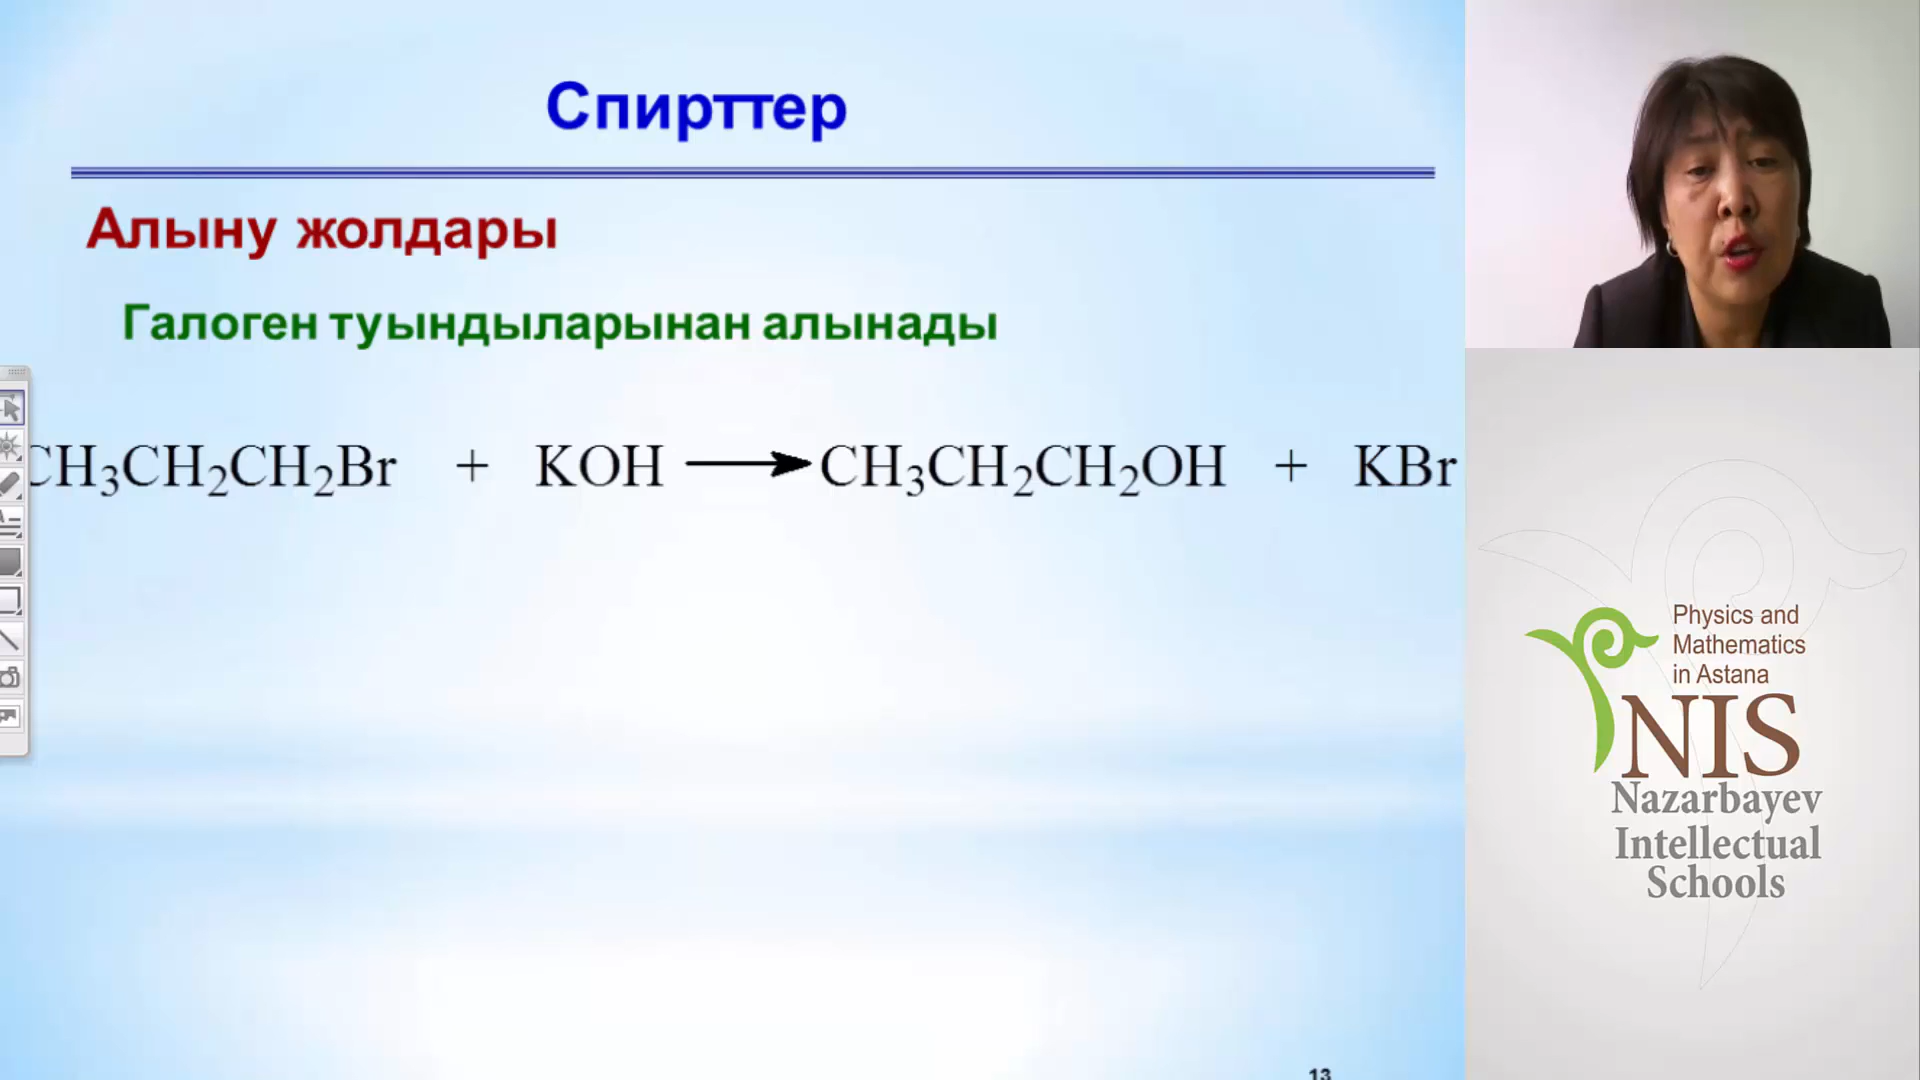 Спирттер
Алыну жолдары
Галоген туындыларынан алынады
CH₃CH₂CH₂Br + KOH ⟶ CH₃CH₂CH₂OH + KBr
13
Physics and
Mathematics
in Astana
NIS
Nazarbayev
Intellectual
Schools